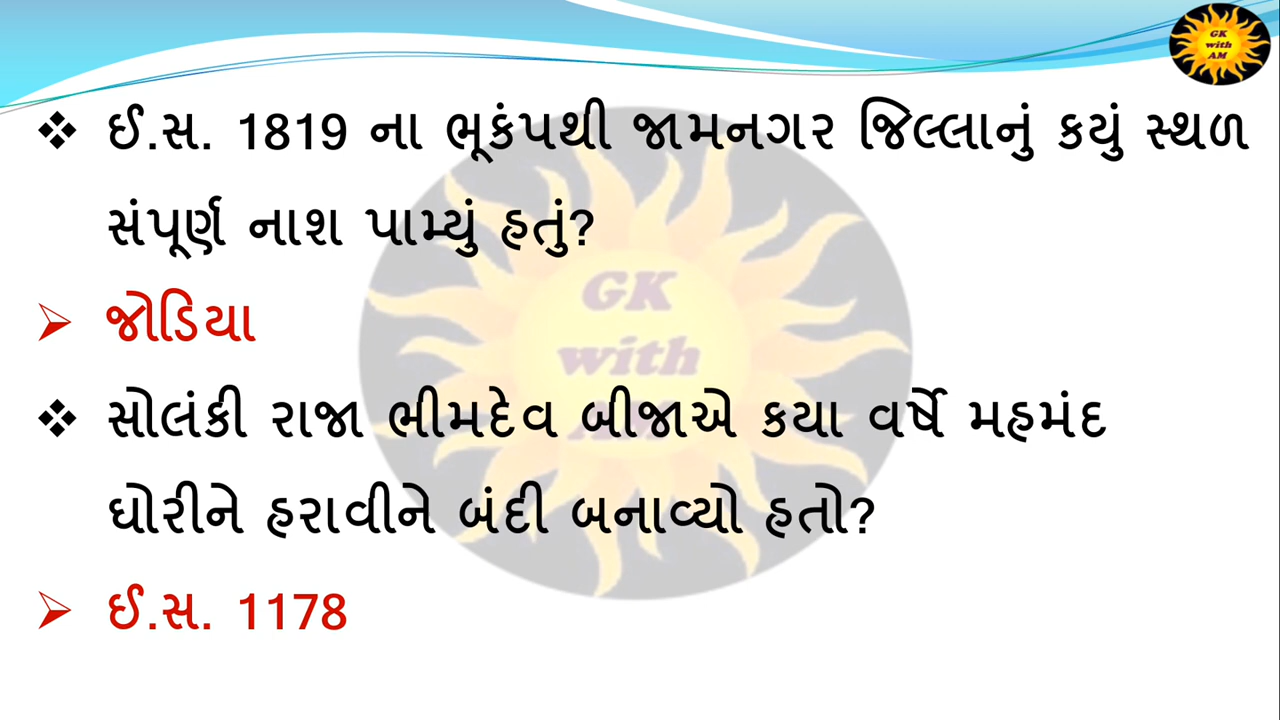 GK
with
AM
❖ ઈ.સ. 1819 ના ભૂકંપથી જામનગર જિલ્લાનું કયું સ્થળ
સંપૂર્ણ નાશ પામ્યું હતું?
➢ જોડિયા
❖ સોલંકી રાજા ભીમદેવ બીજાએ કયા વર્ષે મહમંદ
ઘોરીને હરાવીને બંદી બનાવ્યો હતો?
➢ ઈ.સ. 1178
GK
with
AM